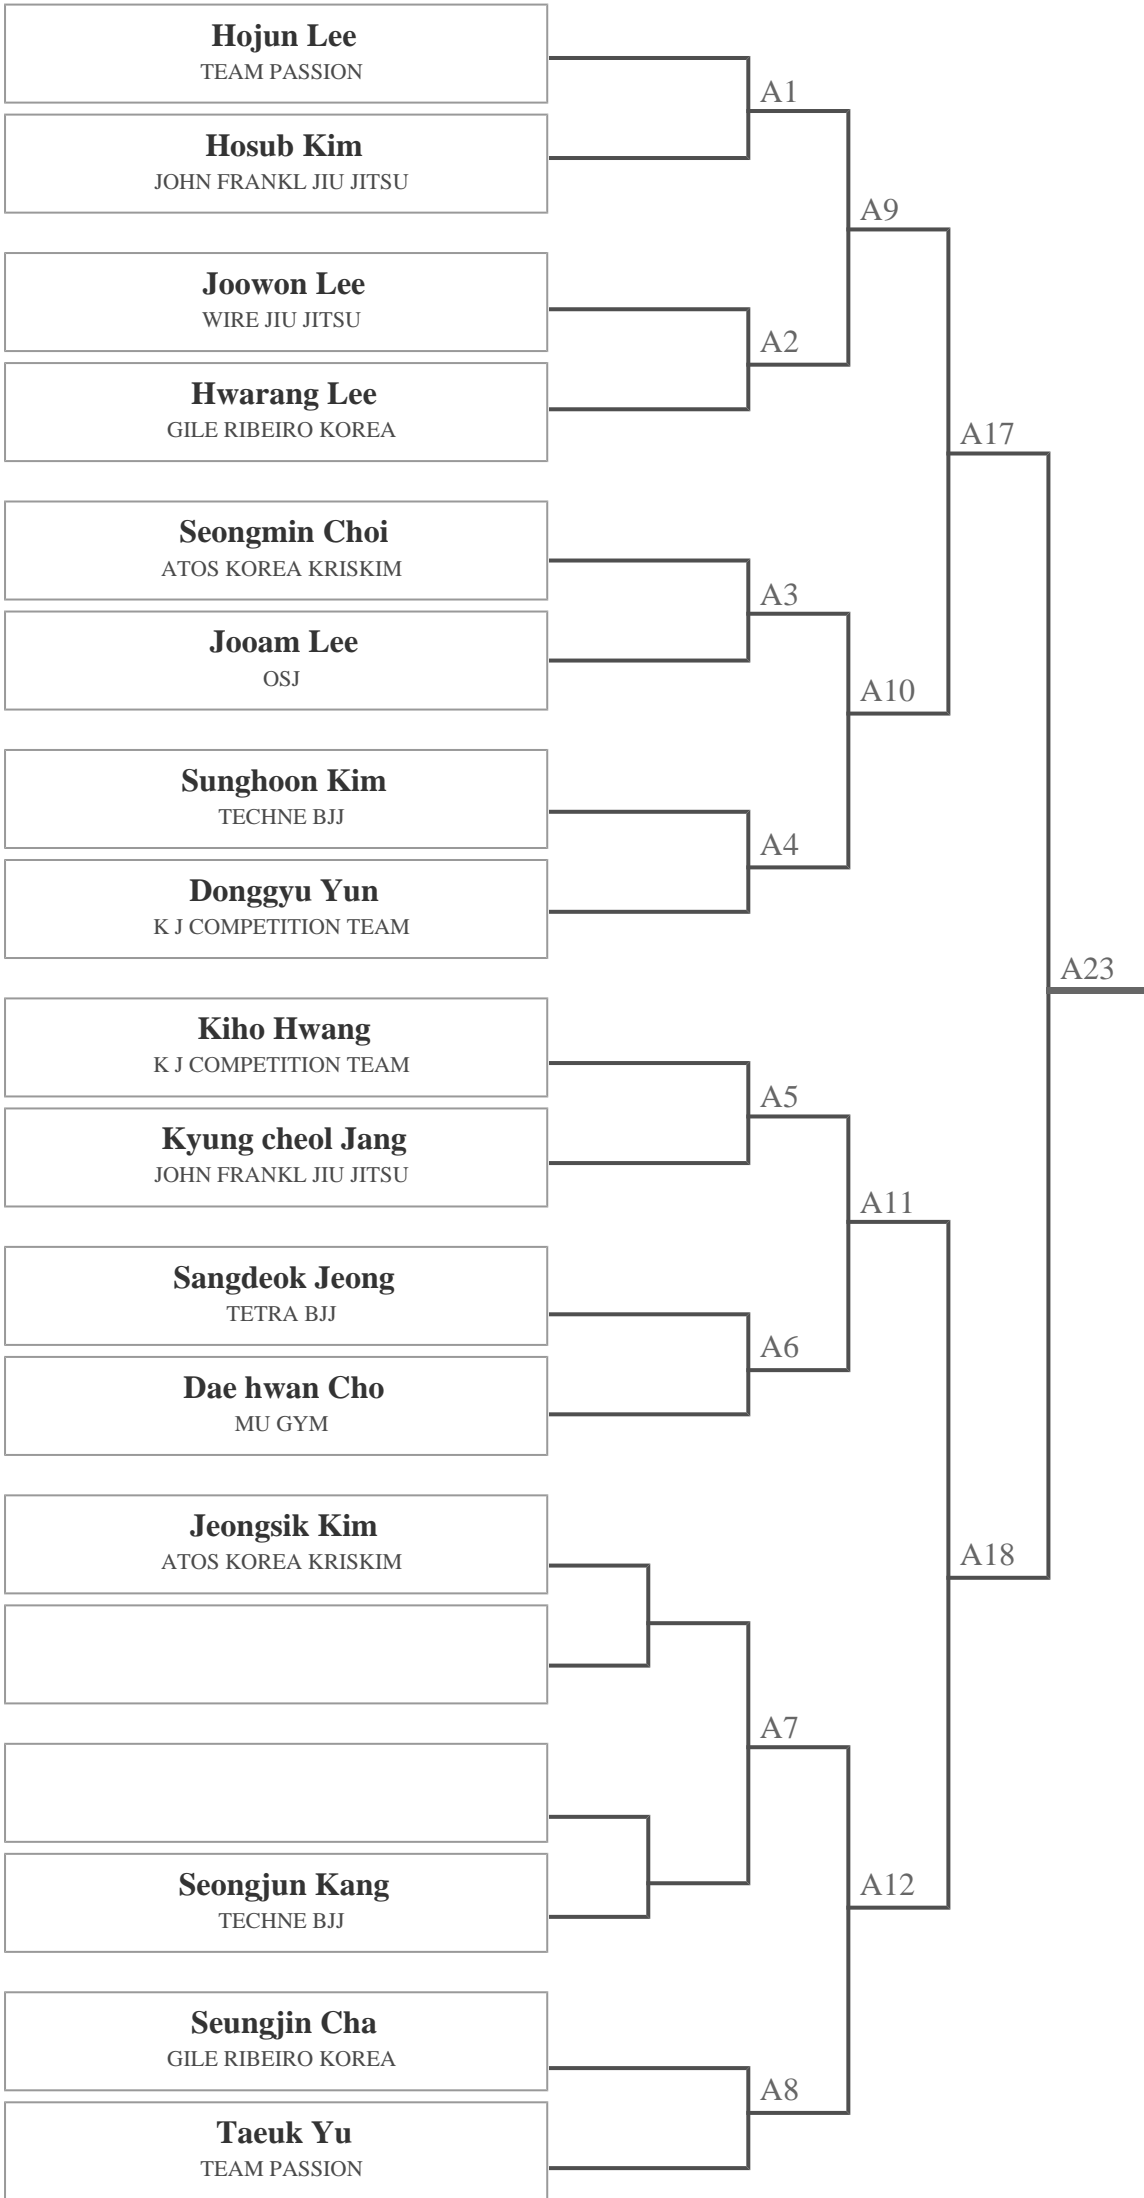 Hojun Lee
TEAM PASSION
A1
Hosub Kim
JOHN FRANKL JIU JITSU
A9
Joowon Lee
WIRE JIU JITSU
A2
Hwarang Lee
GILE RIBEIRO KOREA
A17
Seongmin Choi
ATOS KOREA KRISKIM
A3
Jooam Lee
OSJ
A10
Sunghoon Kim
TECHNE BJJ
A4
Donggyu Yun
K J COMPETITION TEAM
A23
Kiho Hwang
K J COMPETITION TEAM
A5
Kyung cheol Jang
JOHN FRANKL JIU JITSU
A11
Sangdeok Jeong
TETRA BJJ
A6
Dae hwan Cho
MU GYM
Jeongsik Kim
ATOS KOREA KRISKIM
A18
A7
Seongjun Kang
TECHNE BJJ
A12
Seungjin Cha
GILE RIBEIRO KOREA
A8
Taeuk Yu
TEAM PASSION